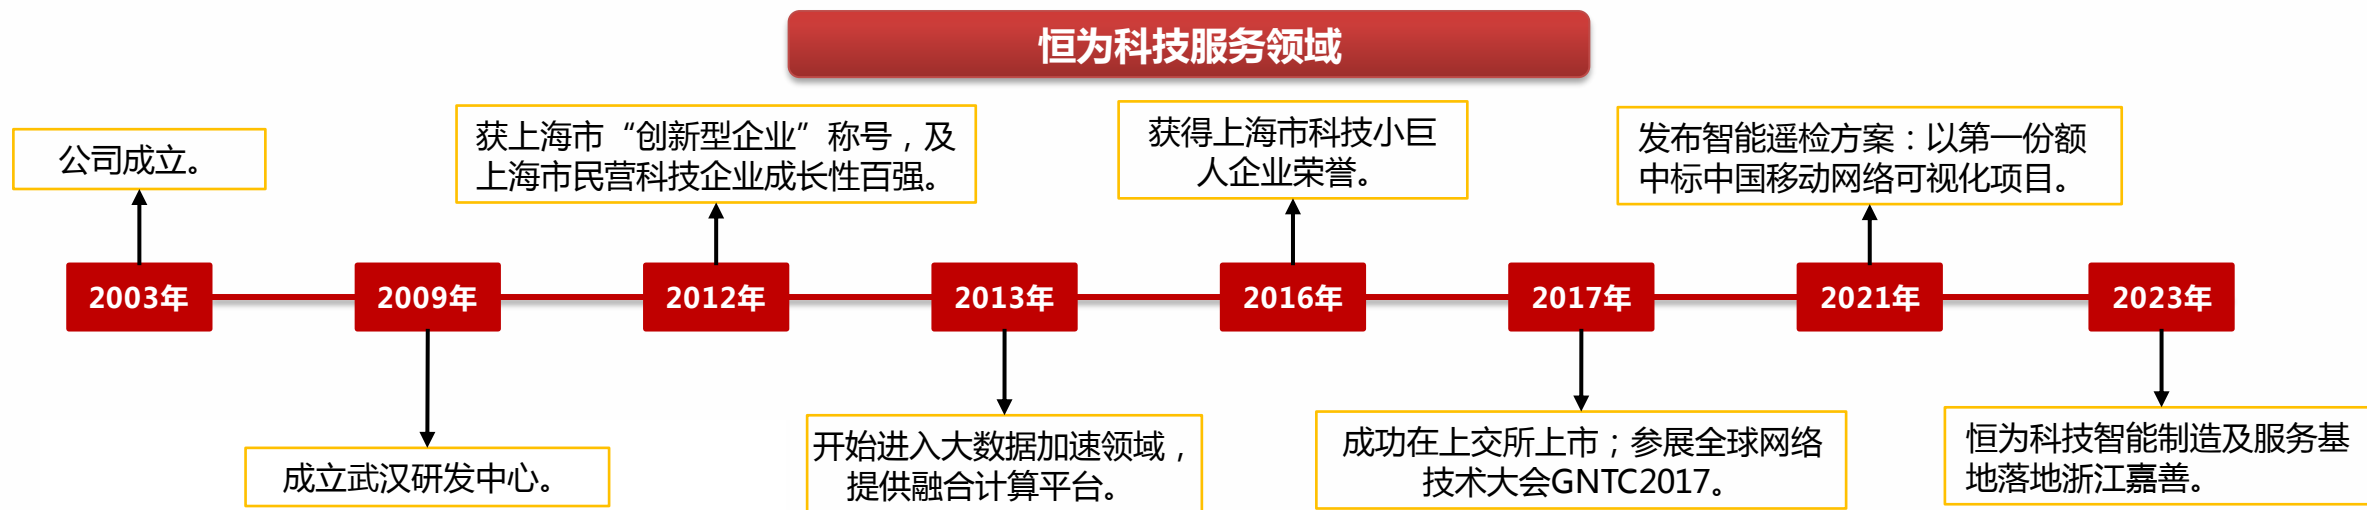 恒为科技服务领域
公司成立。
获上海市“创新型企业”称号，及
上海市民营科技企业成长性百强。
获得上海市科技小巨
人企业荣誉。
发布智能遥检方案：以第一份额
中标中国移动网络可视化项目。
2003年
2009年
2012年
2013年
2016年
2017年
2021年
2023年
成立武汉研发中心。
开始进入大数据加速领域，
提供融合计算平台。
成功在上交所上市；参展全球网络
技术大会GNTC2017。
恒为科技智能制造及服务基
地落地浙江嘉善。